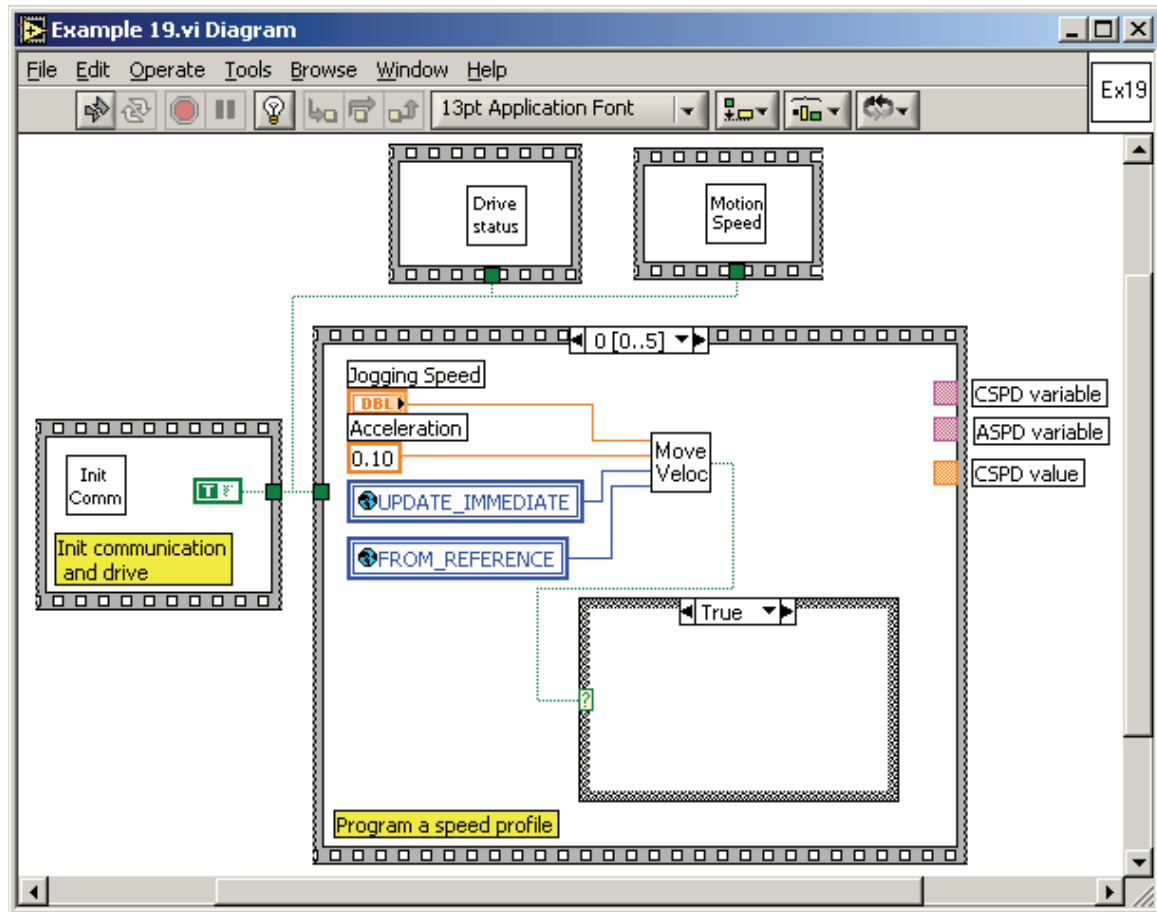 Example 19.vi Diagram
File Edit Operate Tools Browse Window Help
13pt Application Font
Ex19
Drive
status
Motion
Speed
0 [0..5]
Jogging Speed
DBL
Acceleration
0.10
Move
Veloc
UPDATE_IMMEDIATE
FROM_REFERENCE
CSPD variable
ASPD variable
CSPD value
Init
Comm
T
Init communication
and drive
True
?
Program a speed profile